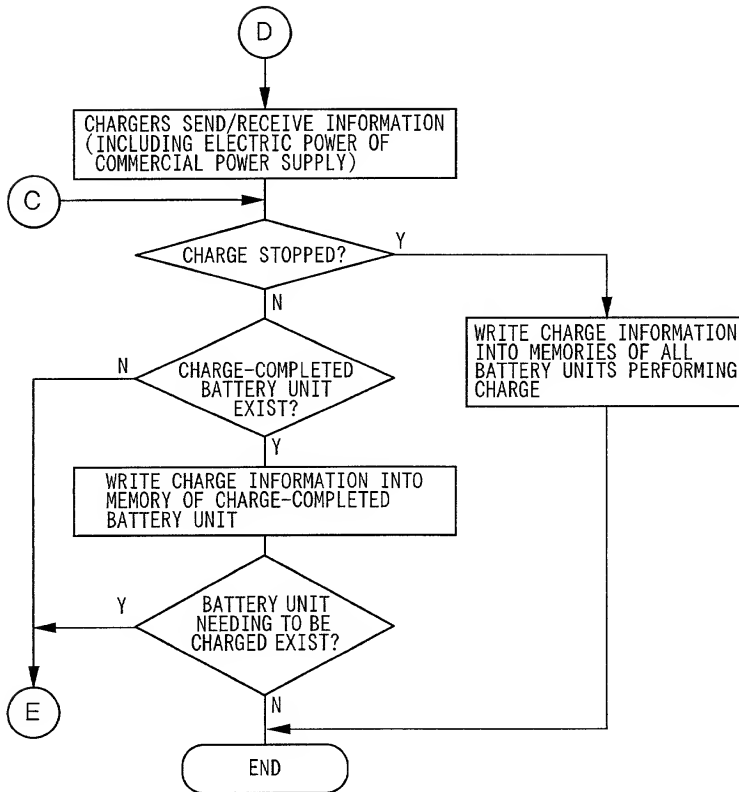 D
CHARGERS SEND/RECEIVE INFORMATION
(INCLUDING ELECTRIC POWER OF
COMMERCIAL POWER SUPPLY)
C
CHARGE STOPPED?
Y
N
WRITE CHARGE INFORMATION
INTO MEMORIES OF ALL
BATTERY UNITS PERFORMING
CHARGE
N
CHARGE-COMPLETED
BATTERY UNIT
EXIST?
Y
WRITE CHARGE INFORMATION INTO
MEMORY OF CHARGE-COMPLETED
BATTERY UNIT
Y
BATTERY UNIT
NEEDING TO BE
CHARGED EXIST?
E
N
END